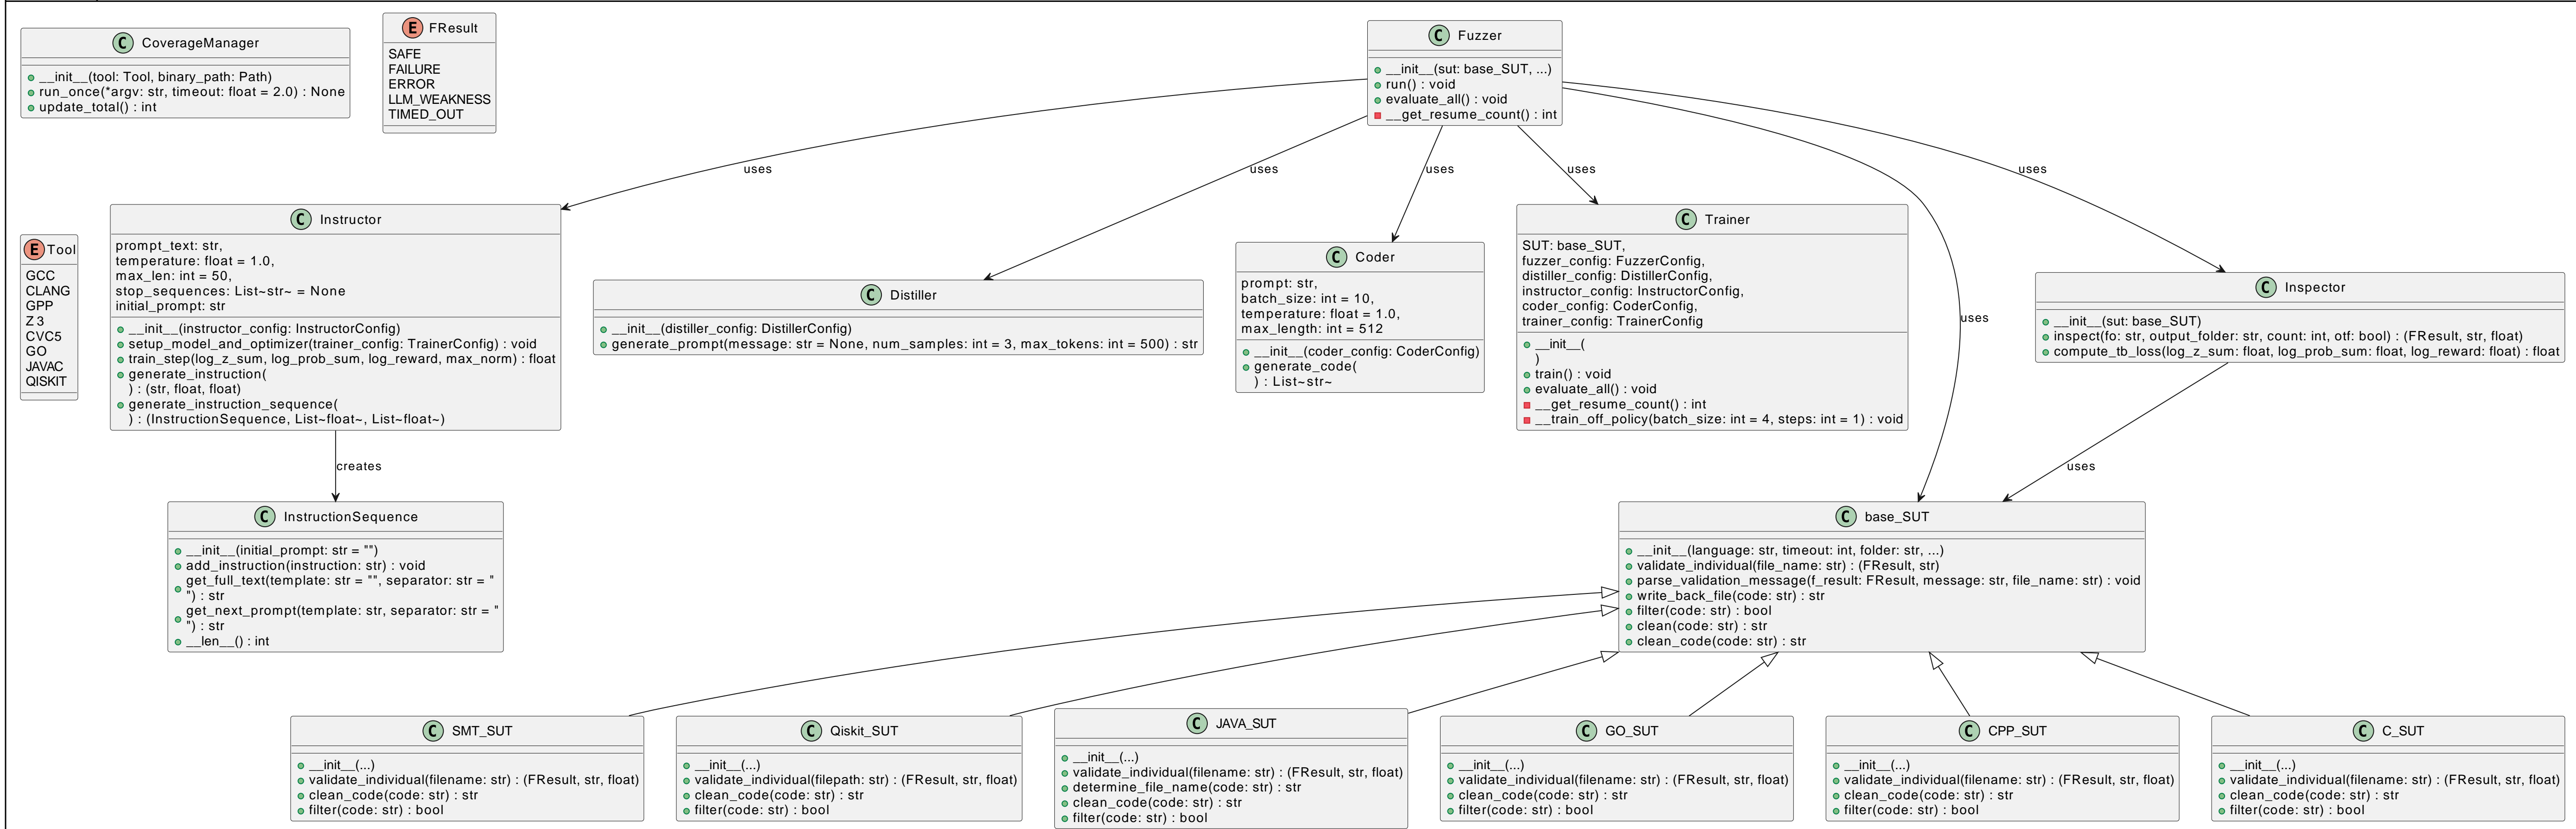 C CoverageManager
__init__(tool: Tool, binary_path: Path)
run_once(*argv: str, timeout: float = 2.0) : None
update_total() : int
E FResult
SAFE
FAILURE
ERROR
LLM_WEAKNESS
TIMED_OUT
C Fuzzer
__init__(sut: base_SUT, ...)
run() : void
evaluate_all() : void
__get_resume_count() : int
uses
uses
uses
uses
uses
uses
E Tool
GCC
CLANG
GPP
Z3
CVC5
GO
JAVAC
QISKIT
C Instructor
prompt_text: str,
temperature: float = 1.0,
max_len: int = 50,
stop_sequences: List~str~ = None
initial_prompt: str
__init__(instructor_config: InstructorConfig)
setup_model_and_optimizer(trainer_config: TrainerConfig) : void
train_step(log_z_sum, log_prob_sum, log_reward, max_norm) : float
generate_instruction(
) : (str, float, float)
generate_instruction_sequence(
) : (InstructionSequence, List~float~, List~float~)
C Distiller
__init__(distiller_config: DistillerConfig)
generate_prompt(message: str = None, num_samples: int = 3, max_tokens: int = 500) : str
C Coder
prompt: str,
batch_size: int = 10,
temperature: float = 1.0,
max_length: int = 512
__init__(coder_config: CoderConfig)
generate_code(
) : List~str~
C Trainer
SUT: base_SUT,
fuzzer_config: FuzzerConfig,
distiller_config: DistillerConfig,
instructor_config: InstructorConfig,
coder_config: CoderConfig,
trainer_config: TrainerConfig
__init__(
)
train() : void
evaluate_all() : void
__get_resume_count() : int
__train_off_policy(batch_size: int = 4, steps: int = 1) : void
C Inspector
__init__(sut: base_SUT)
inspect(fo: str, output_folder: str, count: int, otf: bool) : (FResult, str, float)
compute_tb_loss(log_z_sum: float, log_prob_sum: float, log_reward: float) : float
creates
uses
C InstructionSequence
__init__(initial_prompt: str = "")
add_instruction(instruction: str) : void
get_full_text(template: str = "", separator: str = "
") : str
get_next_prompt(template: str, separator: str = "
") : str
__len__() : int
C base_SUT
__init__(language: str, timeout: int, folder: str, ...)
validate_individual(file_name: str) : (FResult, str)
parse_validation_message(f_result: FResult, message: str, file_name: str) : void
write_back_file(code: str) : str
filter(code: str) : bool
clean(code: str) : str
clean_code(code: str) : str
C SMT_SUT
__init__(...)
validate_individual(filename: str) : (FResult, str, float)
clean_code(code: str) : str
filter(code: str) : bool
C Qiskit_SUT
__init__(...)
validate_individual(filepath: str) : (FResult, str, float)
clean_code(code: str) : str
filter(code: str) : bool
C JAVA_SUT
__init__(...)
validate_individual(filename: str) : (FResult, str, float)
determine_file_name(code: str) : str
clean_code(code: str) : str
filter(code: str) : bool
C GO_SUT
__init__(...)
validate_individual(filename: str) : (FResult, str, float)
clean_code(code: str) : str
filter(code: str) : bool
C CPP_SUT
__init__(...)
validate_individual(filename: str) : (FResult, str, float)
clean_code(code: str) : str
filter(code: str) : bool
C C_SUT
__init__(...)
validate_individual(filename: str) : (FResult, str, float)
clean_code(code: str) : str
filter(code: str) : bool